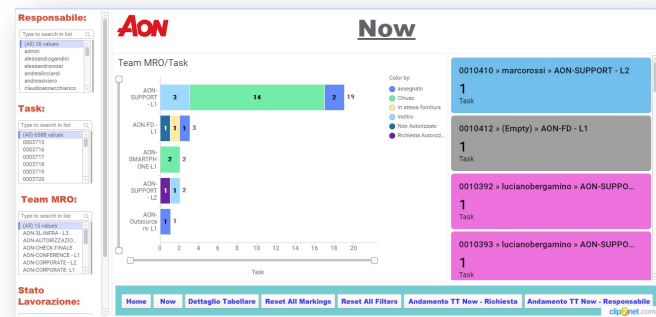 Responsabile:
Type to search in list
(All) 26 values
admin
alessandrogandini
alessandrorossi
andrealicciardi
andreasiviero
claudioannecchiarico
Task:
Type to search in list
(All) 6588 values
0003715
0003716
0003717
0003718
0003719
0003720
Team MRO:
Type to search in list
(All) 15 values
AON-3L-INFRA - L3
AON-AUTORIZZAZIO...
AON-CHECK FINALE
AON-CONFERENCE - L1
AON-CORPORATE - L2
AON-CORPORATE- L1
Stato
Lavorazione:
AON
Now
Team MRO/Task
AON-
SUPPORT
- L1
3
14
2
19
AON-FD -
L1
1
1
1
3
AON-
SMARTPH
ONE-L1
2
2
AON-
SUPPORT
- L2
1
1
2
AON-
Outsource
rs- L1
1
1
0
2
4
6
8
10
12
14
16
18
20
Task
Color by:
assegnato
Chiuso
In attesa fornitura
Inoltro
Non Autorizzato
Richiesta Autorizz...
0010410 » marcorossi » AON-SUPPORT - L2
1
Task
0010412 » (Empty) » AON-FD - L1
1
Task
0010392 » lucianobergamino » AON-SUPPO...
1
Task
0010393 » lucianobergamino » AON-SUPPO...
1
Task
Home
Now
Dettaglio Tabellare
Reset All Markings
Reset All Filters
Andamento TT Now - Richiesta
Andamento TT Now - Responsabile
clip2net.com